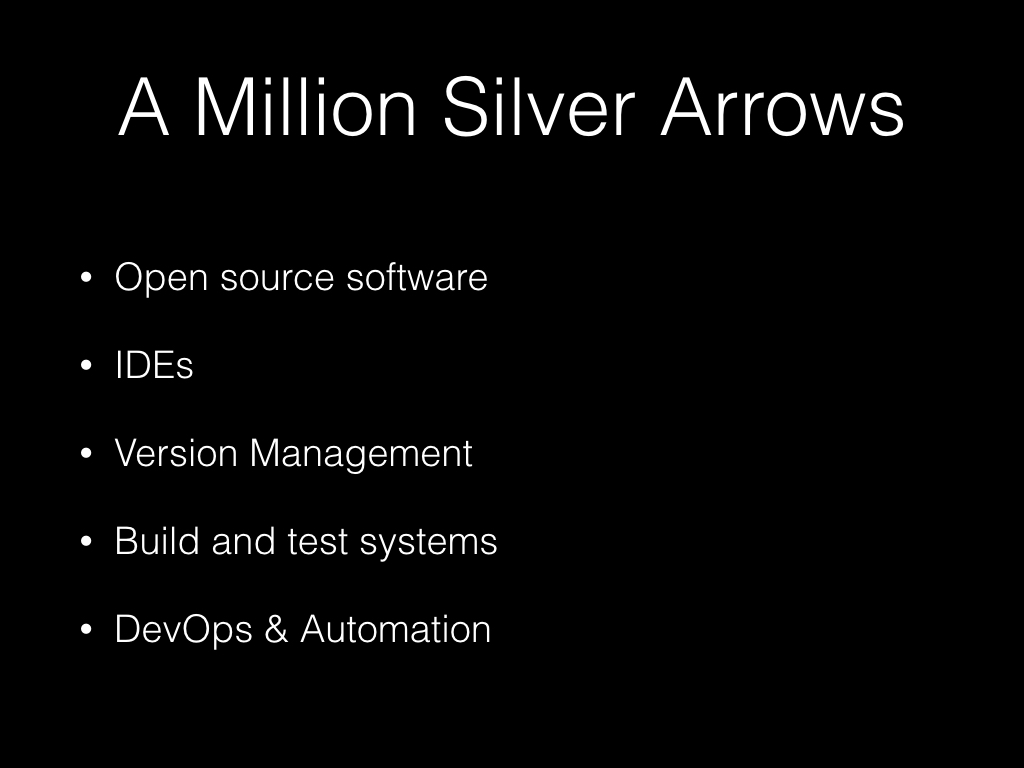 A Million Silver Arrows
• Open source software
• IDEs
• Version Management
• Build and test systems
• DevOps & Automation